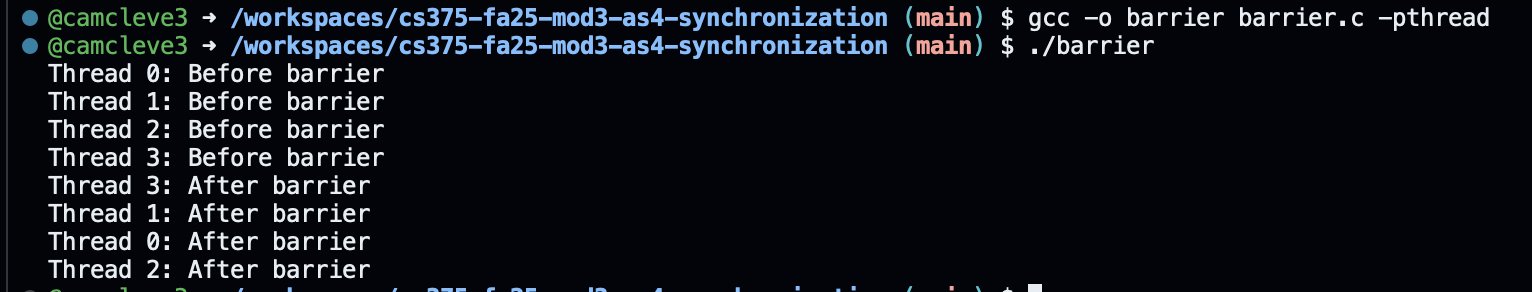 @camcleve3 → /workspaces/cs375-fa25-mod3-as4-synchronization (main) $ gcc -o barrier barrier.c -pthread
@camcleve3 → /workspaces/cs375-fa25-mod3-as4-synchronization (main) $ ./barrier
Thread 0: Before barrier
Thread 1: Before barrier
Thread 2: Before barrier
Thread 3: Before barrier
Thread 3: After barrier
Thread 1: After barrier
Thread 0: After barrier
Thread 2: After barrier